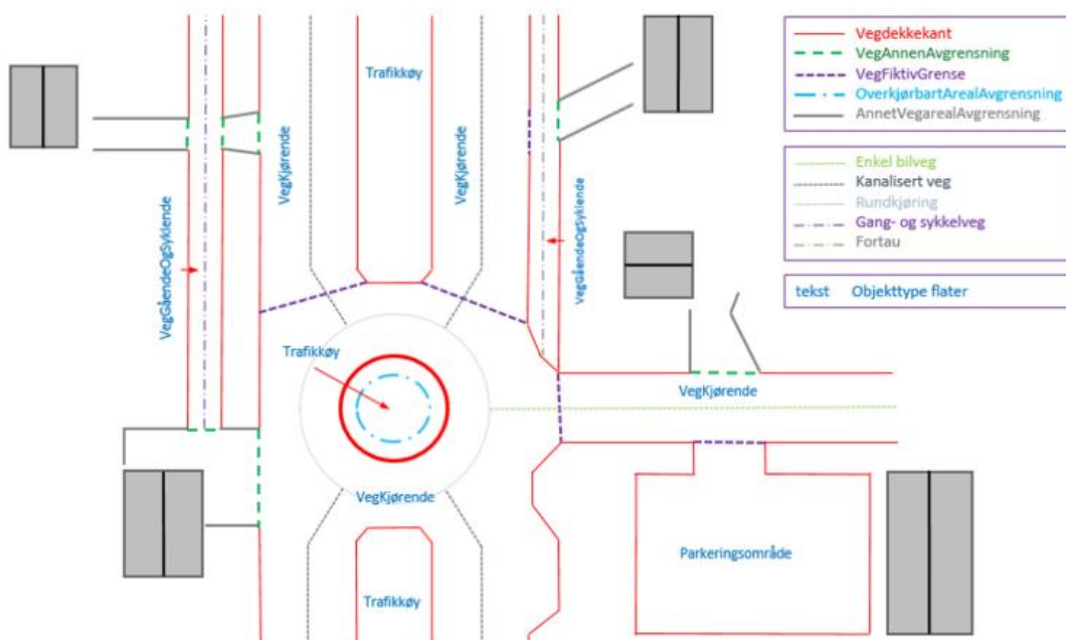 Vegdekkekant
VegAnnenAvgrensning
VegFiktivGrense
OverkjørbartArealAvgrensning
AnnetVegarealAvgrensning
Enkel bilveg
Kanalisert veg
Rundkjøring
Gang- og sykkelveg
Fortau
tekst Objekttype flater
Trafikkøy
VegKjørende
VegKjørende
VegGåendeOgSyklende
VegGåendeOgSyklende
Trafikkøy
VegKjørende
VegKjørende
Parkeringsområde
Trafikkøy